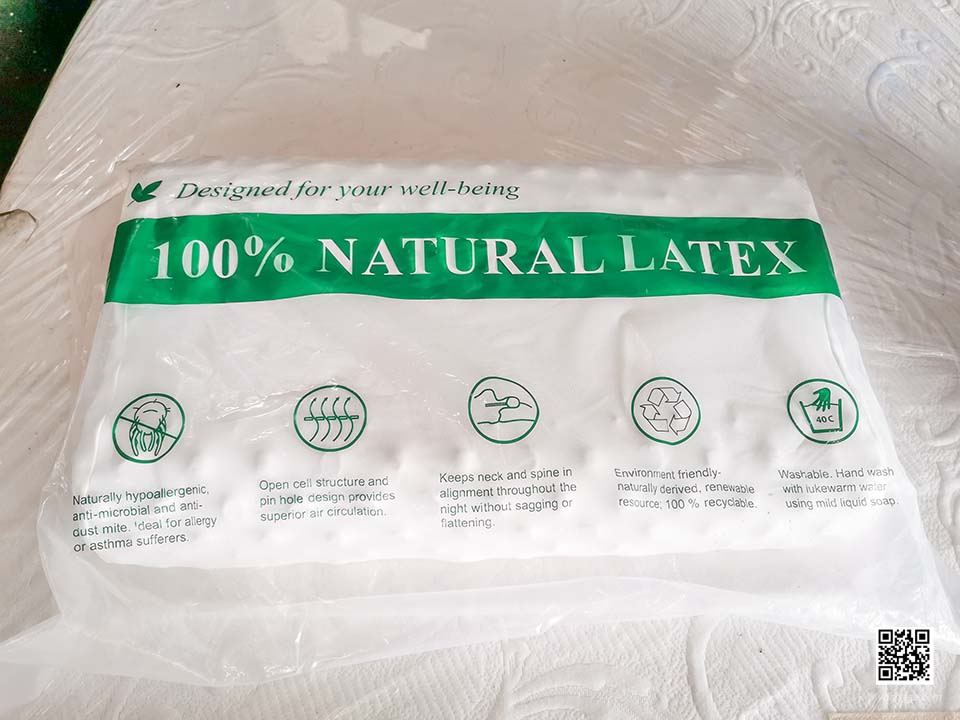 Designed for your well-being
100% NATURAL LATEX
Naturally hypoallergenic,
anti-microbial and anti-
dust mite. Ideal for allergy
or asthma sufferers.
Open cell structure and
pin hole design provides
superior air circulation.
Keeps neck and spine in
alignment throughout the
night without sagging or
flattening.
Environment friendly-
naturally derived, renewable
resource, 100 % recyclable.
40C
Washable. Hand wash
with lukewarm water
using mild liquid soap.